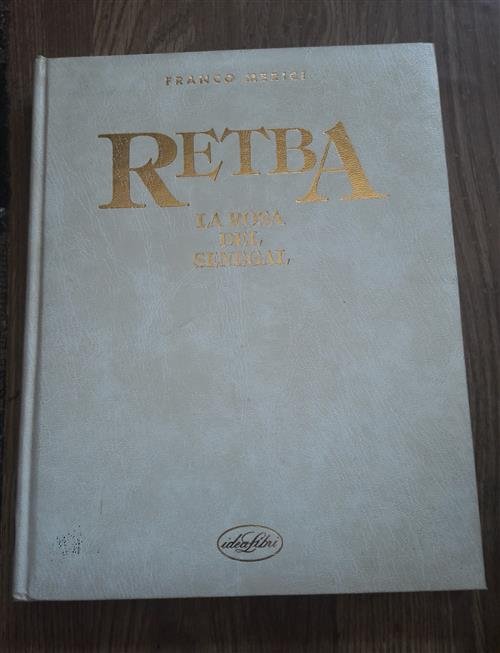 FRANCO MEDICI
RETBA
LA ROSA
DEL
SENEGAL
ideaLibri